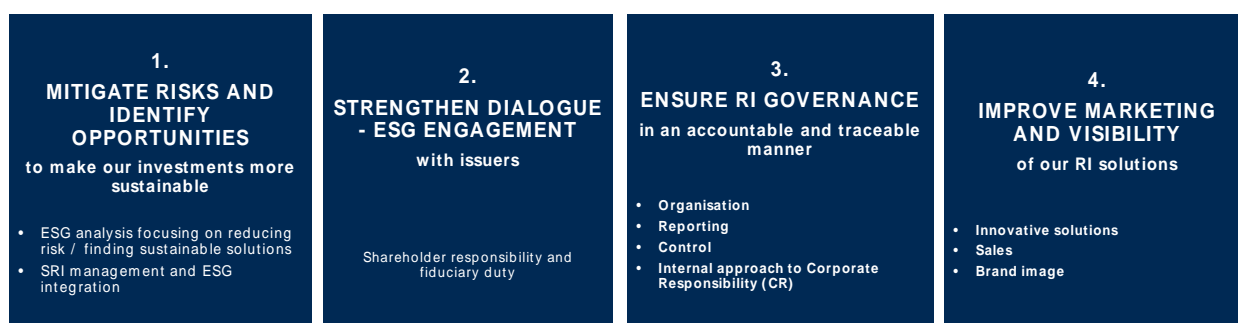 1.
MITIGATE RISKS AND
IDENTIFY
OPPORTUNITIES
to make our investments more
sustainable
• ESG analysis focusing on reducing
risk / finding sustainable solutions
• SRI management and ESG
integration
2.
STRENGTHEN DIALOGUE
- ESG ENGAGEMENT
with issuers
Shareholder responsibility and
fiduciary duty
3.
ENSURE RI GOVERNANCE
in an accountable and traceable
manner
• Organisation
• Reporting
• Control
• Internal approach to Corporate
Responsibility (CR)
4.
IMPROVE MARKETING
AND VISIBILITY
of our RI solutions
• Innovative solutions
• Sales
• Brand image